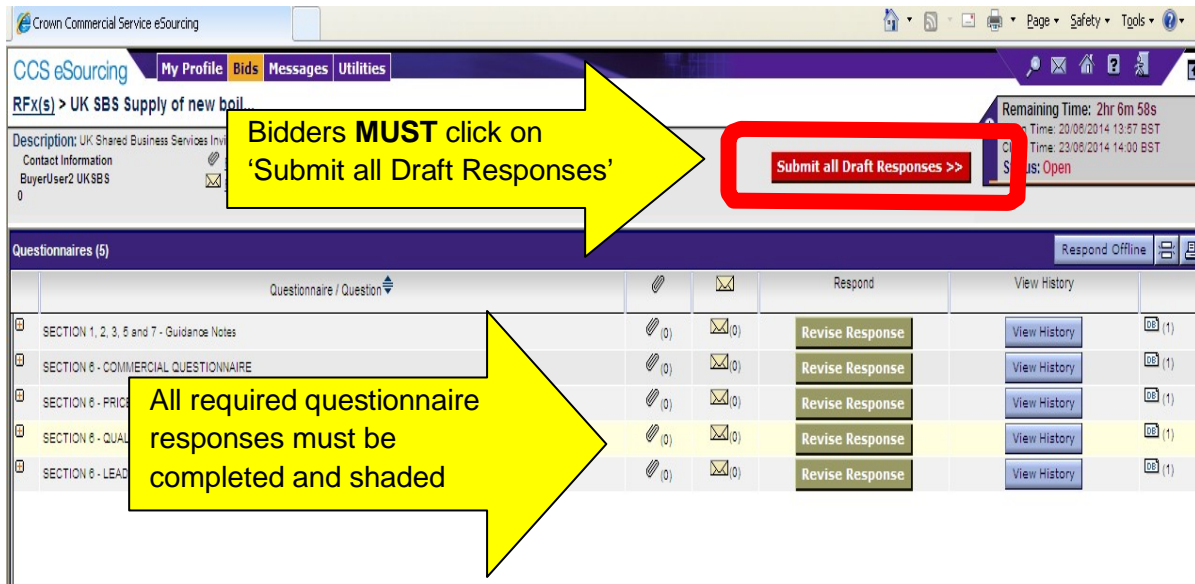 Crown Commercial Service eSourcing
Page Safety Tools
CCS eSourcing My Profile Bids Messages Utilities
RFx(s) > UK SBS Supply of new boil...
Remaining Time: 2hr 6m 58s
Time: 20/06/2014 13:57 BST
Time: 23/06/2014 14:00 BST
Open
Description: UK Shared Business Services Invi
Contact Information
BuyerUser2 UKSBS
0
Bidders MUST click on
‘Submit all Draft Responses’
Submit all Draft Responses >>
Questionnaires (5)
Respond Offline
Questionnaire / Question Respond View History
SECTION 1, 2, 3, 5 and 7 - Guidance Notes (0) (0) Revise Response View History (1)
SECTION 6 - COMMERCIAL QUESTIONNAIRE (0) (0) Revise Response View History (1)
SECTION 6 - PRICE (0) (0) Revise Response View History (1)
SECTION 6 - QUAL (0) (0) Revise Response View History (1)
SECTION 6 - LEAD (0) (0) Revise Response View History (1)
All required questionnaire
responses must be
completed and shaded